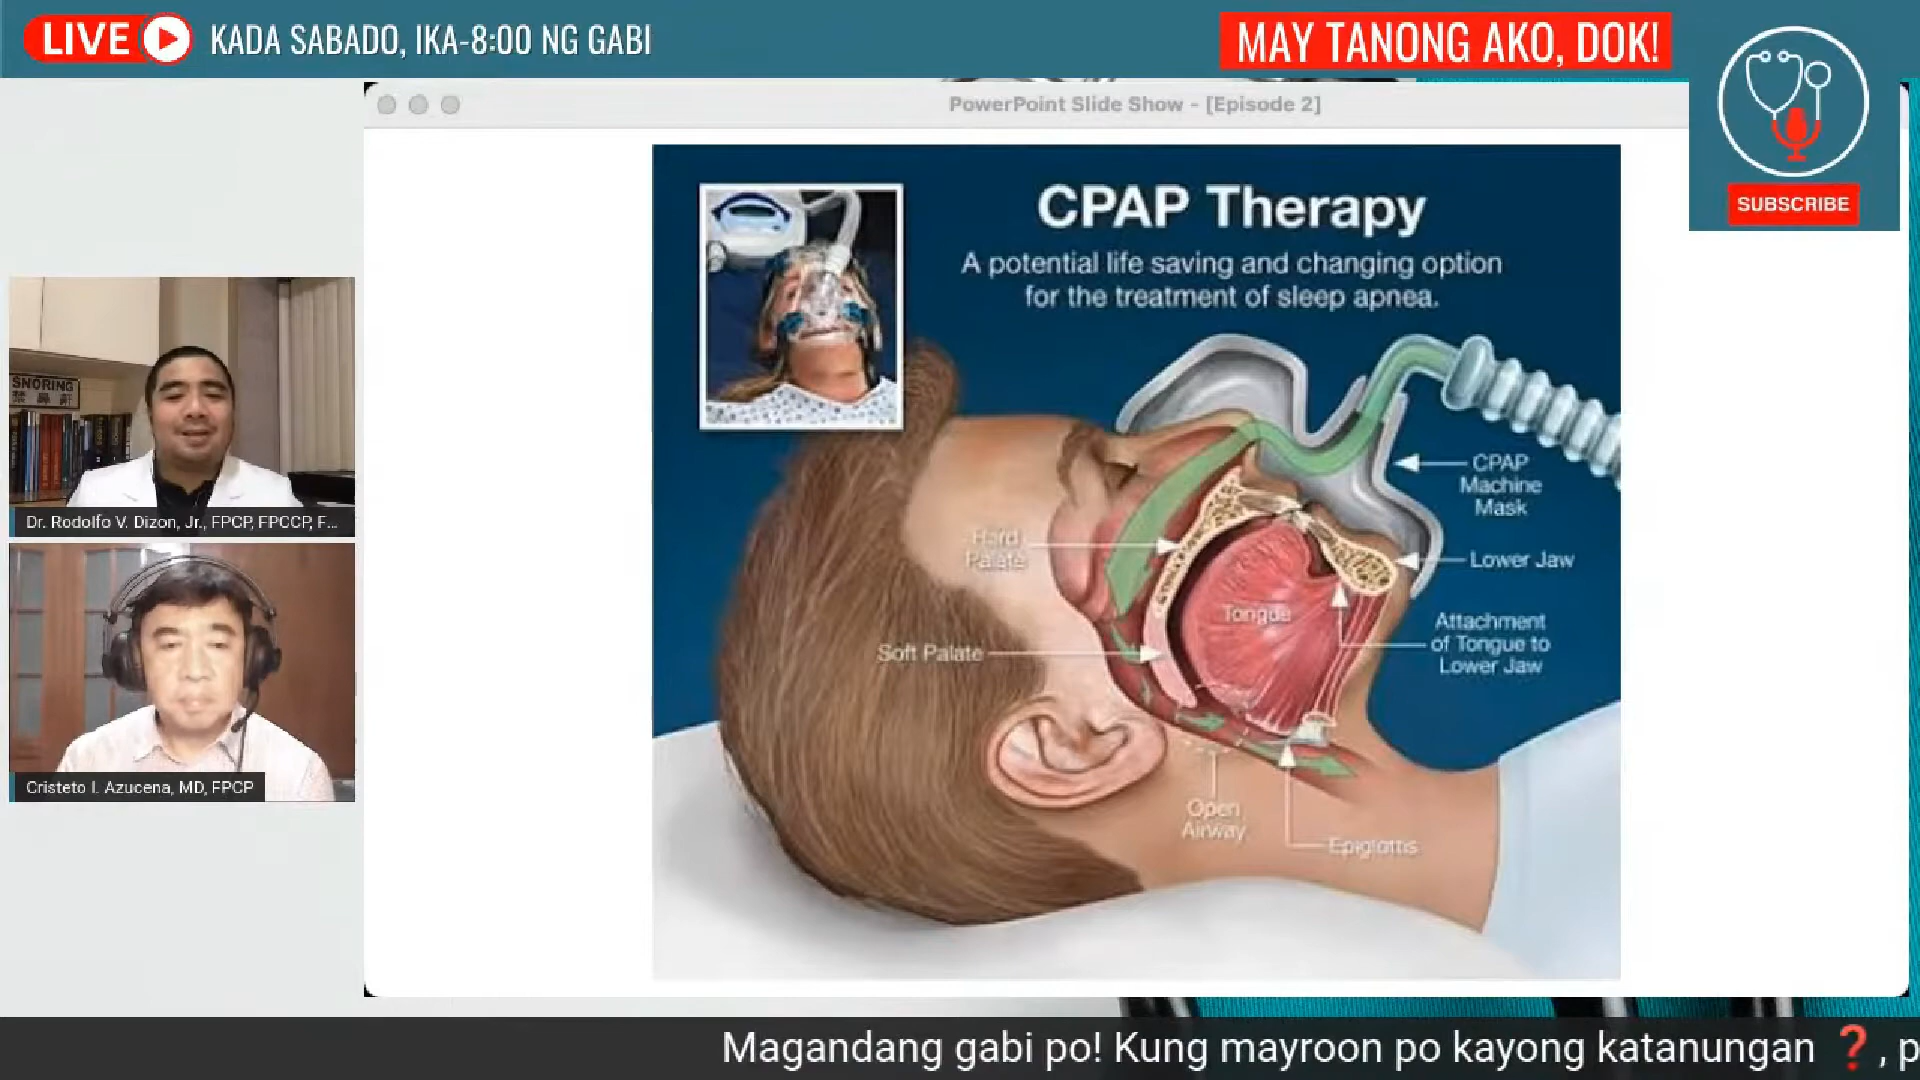 LIVE
KADA SABADO, IKA-8:00 NG GABI
MAY TANONG AKO, DOK!
SUBSCRIBE
PowerPoint Slide Show - [Episode 2]
CPAP Therapy
A potential life saving and changing option
for the treatment of sleep apnea.
CPAP
Machine
Mask
Hard
Palate
Lower Jaw
Tongue
Attachment
of Tongue to
Lower Jaw
Soft Palate
Open
Airway
Epiglottis
SNORING
Dr. Rodolfo V. Dizon, Jr., FPCP, FPCCP, F...
Cristeto I. Azucena, MD, FPCP
Magandang gabi po! Kung mayroon po kayong katanungan ❓, p